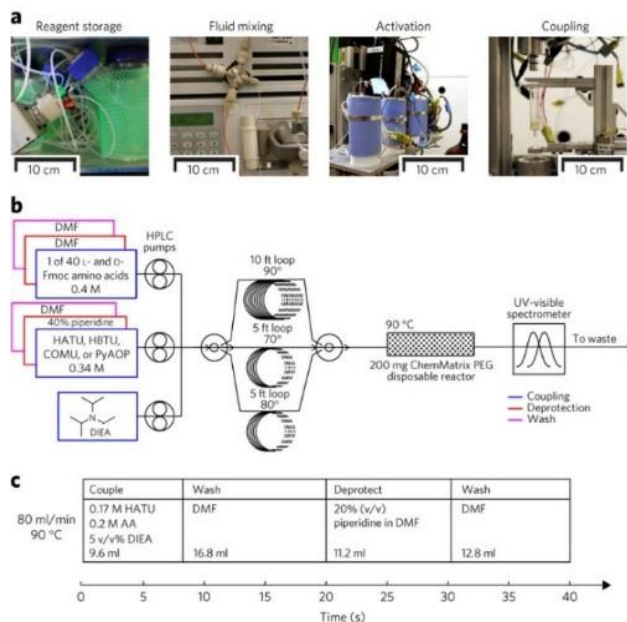 a
Reagent storage
Fluid mixing
Activation
Coupling
10 cm
10 cm
10 cm
10 cm
b
DMF
DMF
1 of 40 L- and D-
Fmoc amino acids
0.4 M
HPLC
pumps
DMF
40% piperidine
HATU, HBTU,
COMU, or PyAOP
0.34 M
N
DIEA
10 ft loop
90°
5 ft loop
70°
5 ft loop
80°
90 °C
200 mg ChemMatrix PEG
disposable reactor
UV-visible
spectrometer
To waste
Coupling
Deprotection
Wash
c
80 ml/min
90 °C
Couple
0.17 M HATU
0.2 M AA
5 v/v% DIEA
9.6 ml
Wash
DMF
16.8 ml
Deprotect
20% (v/v)
piperidine in DMF
11.2 ml
Wash
DMF
12.8 ml
0 5 10 15 20 25 30 35 40
Time (s)